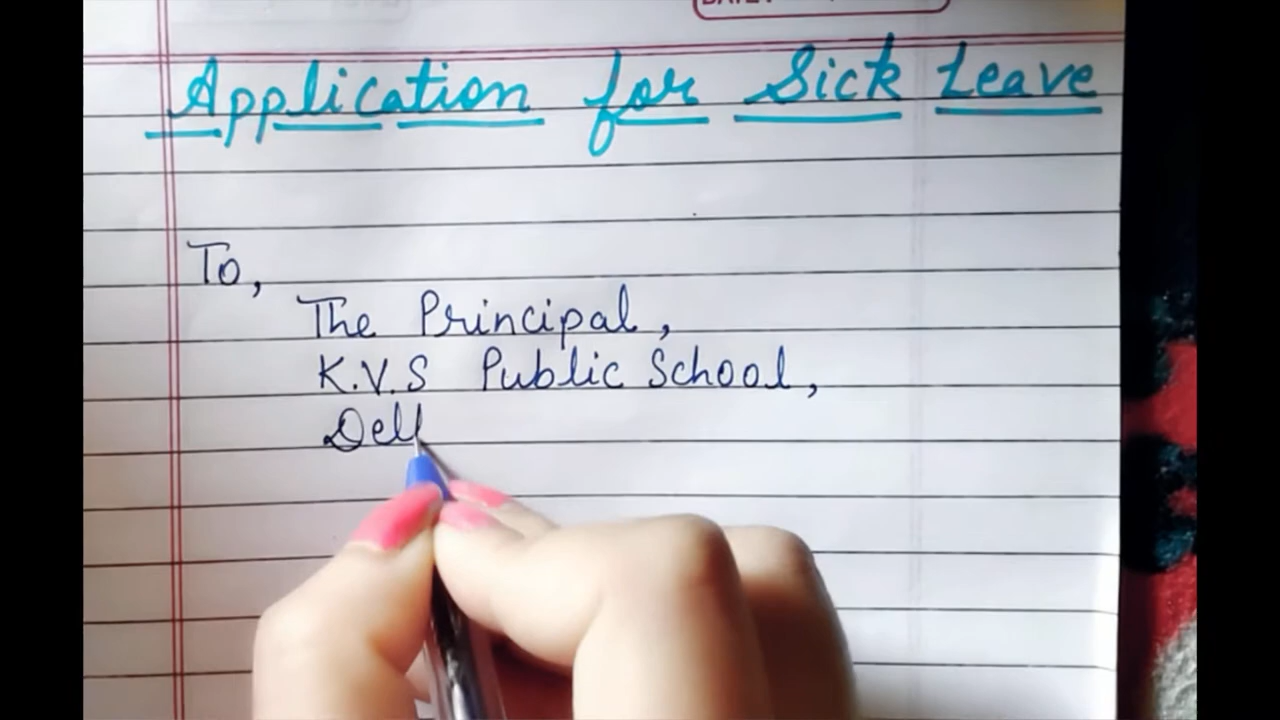 Application for Sick Leave
To,
The Principal,
K.V.S Public School,
Dell